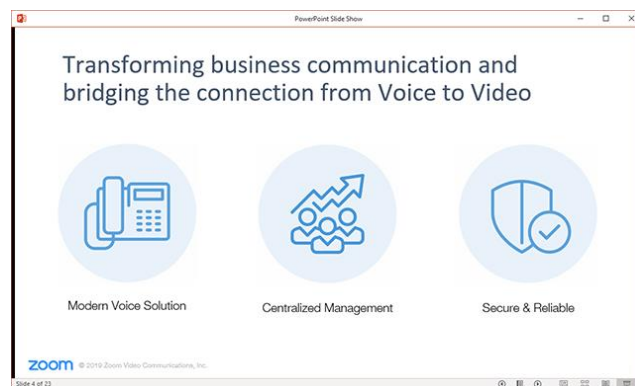 PowerPoint Slide Show
Transforming business communication and
bridging the connection from Voice to Video
Modern Voice Solution
Centralized Management
Secure & Reliable
zoom © 2019 Zoom Video Communications, Inc.
Slide 4 of 23